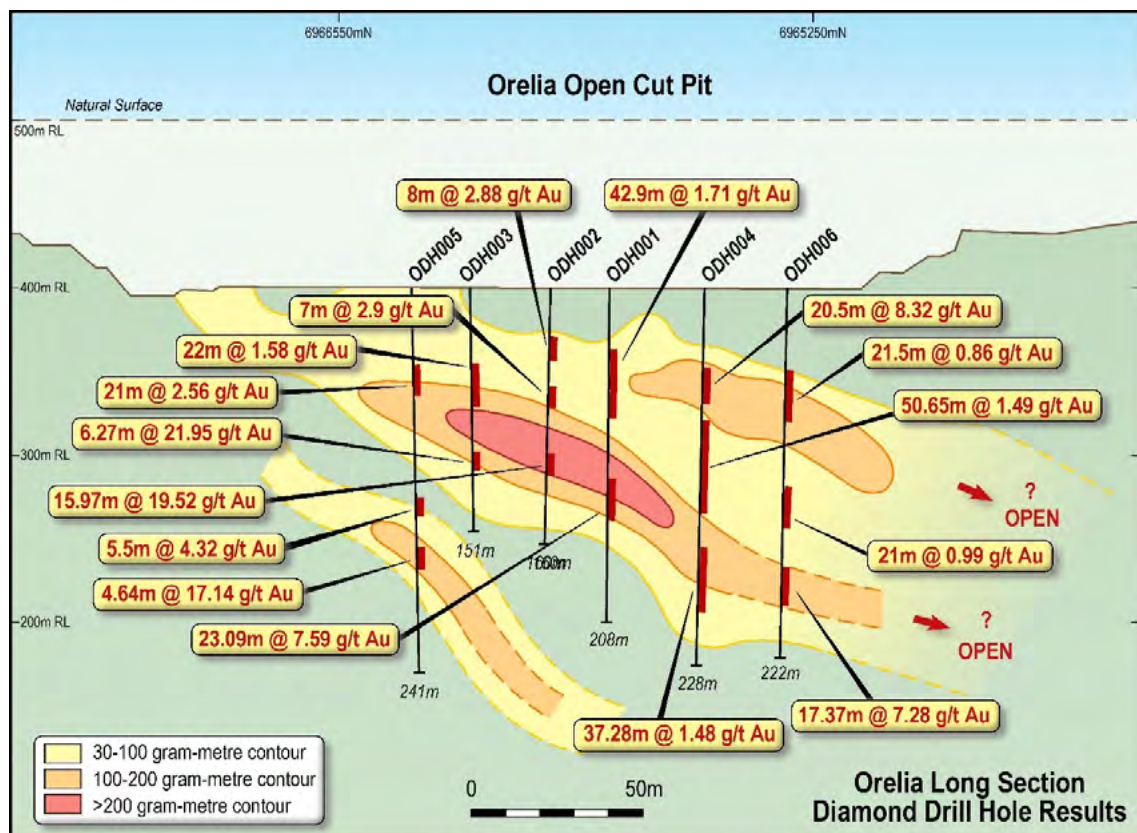 6966550mN
6965250mN
Orelia Open Cut Pit
Natural Surface
500m RL
8m @ 2.88 g/t Au
42.9m @ 1.71 g/t Au
ODH005
ODH003
ODH002
ODH001
ODH004
ODH006
400m RL
7m @ 2.9 g/t Au
20.5m @ 8.32 g/t Au
22m @ 1.58 g/t Au
21.5m @ 0.86 g/t Au
21m @ 2.56 g/t Au
50.65m @ 1.49 g/t Au
6.27m @ 21.95 g/t Au
300m RL
15.97m @ 19.52 g/t Au
?
OPEN
5.5m @ 4.32 g/t Au
151m
21m @ 0.99 g/t Au
4.64m @ 17.14 g/t Au
200m RL
23.09m @ 7.59 g/t Au
208m
?
OPEN
241m
228m
222m
37.28m @ 1.48 g/t Au
17.37m @ 7.28 g/t Au
30-100 gram-metre contour
100-200 gram-metre contour
>200 gram-metre contour
0
50m
Orelia Long Section
Diamond Drill Hole Results